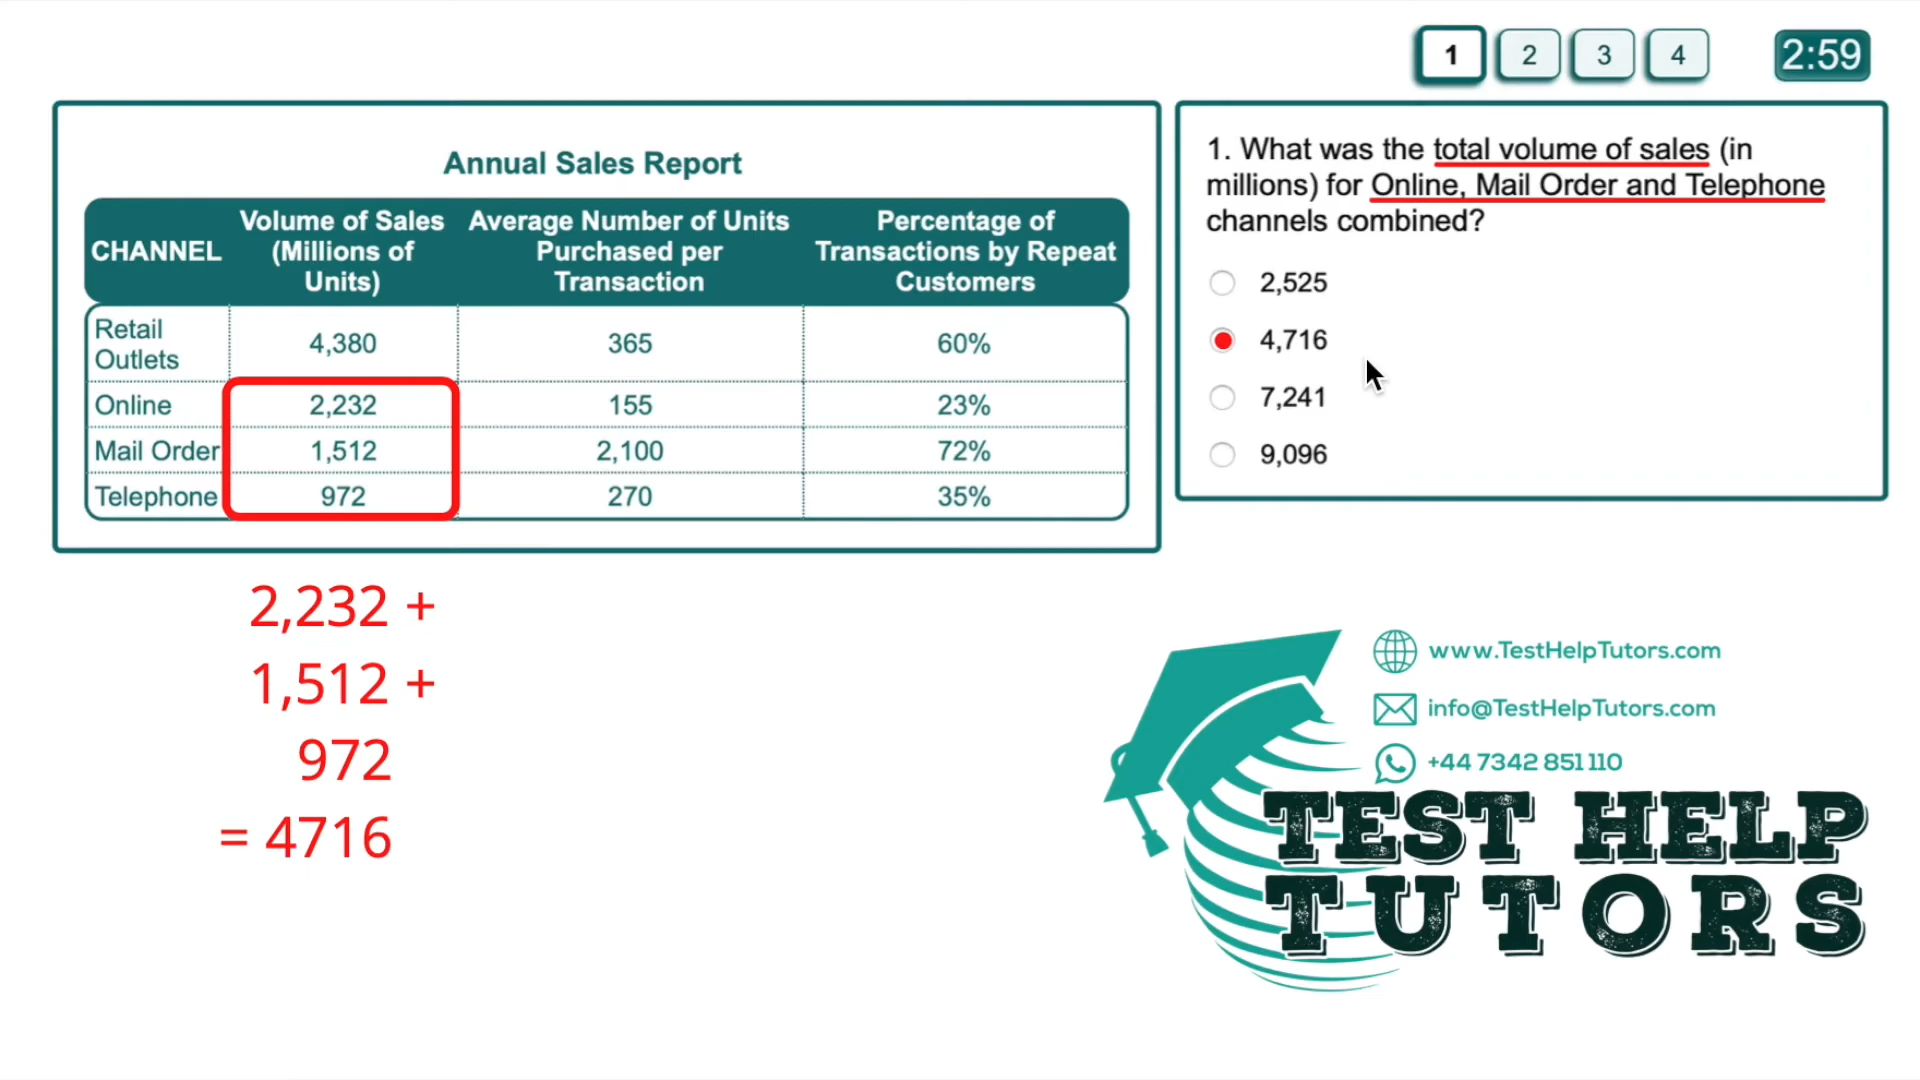 1 2 3 4 2:59
Annual Sales Report
CHANNEL
Volume of Sales
(Millions of
Units)
Average Number of Units
Purchased per
Transaction
Percentage of
Transactions by Repeat
Customers
Retail
Outlets
4,380 365 60%
Online 2,232 155 23%
Mail Order 1,512 2,100 72%
Telephone 972 270 35%
1. What was the total volume of sales (in
millions) for Online, Mail Order and Telephone
channels combined?
2,525
4,716
7,241
9,096
2,232 +
1,512 +
972
= 4716
www.TestHelpTutors.com
info@TestHelpTutors.com
+44 7342 851 110
TEST HELP
TUTORS